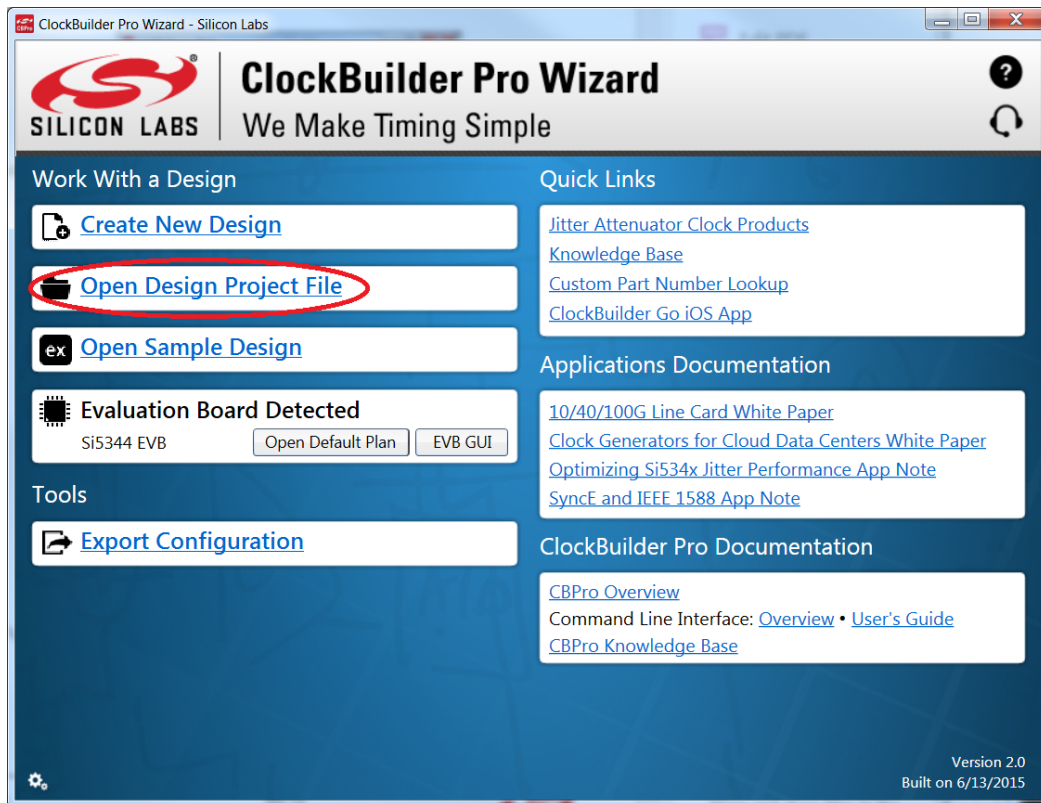 ClockBuilder Pro Wizard - Silicon Labs
SILICON LABS
®
ClockBuilder Pro Wizard
We Make Timing Simple
?
Work With a Design
Create New Design
Open Design Project File
ex Open Sample Design
Evaluation Board Detected
Si5344 EVB Open Default Plan EVB GUI
Tools
Export Configuration
Quick Links
Jitter Attenuator Clock Products
Knowledge Base
Custom Part Number Lookup
ClockBuilder Go iOS App
Applications Documentation
10/40/100G Line Card White Paper
Clock Generators for Cloud Data Centers White Paper
Optimizing Si534x Jitter Performance App Note
SyncE and IEEE 1588 App Note
ClockBuilder Pro Documentation
CBPro Overview
Command Line Interface: Overview • User's Guide
CBPro Knowledge Base
Version 2.0
Built on 6/13/2015